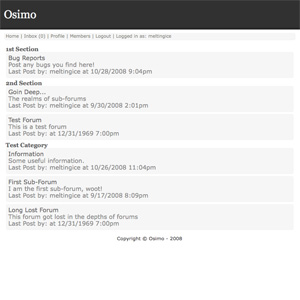 Osimo
Home | Inbox (0) | Profile | Members | Logout | Logged in as: meltingice
1st Section
Bug Reports
Post any bugs you find here!
Last Post by: meltingice at 10/28/2008 9:04pm
2nd Section
Goin Deep...
The realms of sub-forums
Last Post by: meltingice at 9/30/2008 2:01pm
Test Forum
This is a test forum
Last Post by: at 12/31/1969 7:00pm
Test Category
Information
Some useful information.
Last Post by: meltingice at 10/26/2008 11:04pm
First Sub-Forum
I am the first sub-forum, woot!
Last Post by: meltingice at 9/17/2008 8:09pm
Long Lost Forum
This forum got lost in the depths of forums
Last Post by: at 12/31/1969 7:00pm
Copyright © Osimo - 2008